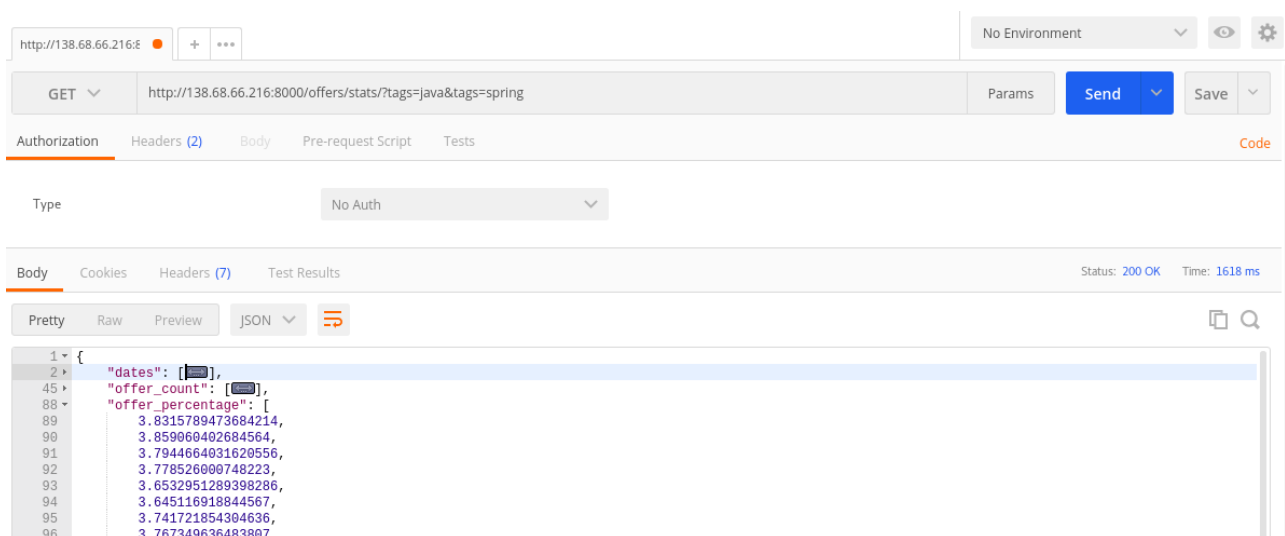 No Environment
http://138.68.66.216:8
+
GET
http://138.68.66.216:8000/offers/stats/?tags=java&tags=spring
Params
Send
Save
Authorization
Headers (2)
Body
Pre-request Script
Tests
Code
Type
No Auth
Body
Cookies
Headers (7)
Test Results
Status: 200 OK
Time: 1618 ms
Pretty
Raw
Preview
JSON
1 {
2 "dates": [],
45 "offer_count": [],
88 "offer_percentage": [
89 3.8315789473684214,
90 3.859060402684564,
91 3.7944664031620556,
92 3.778526000748223,
93 3.6532951289398286,
94 3.645116918844567,
95 3.741721854304636,
96 3.767349636483807